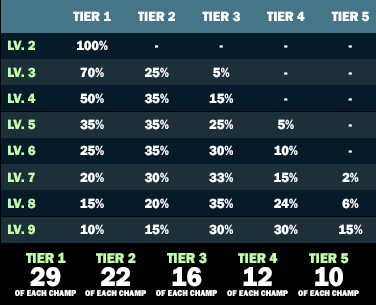 TIER 1 TIER 2 TIER 3 TIER 4 TIER 5
LV. 2 100% - - - -
LV. 3 70% 25% 5% - -
LV. 4 50% 35% 15% - -
LV. 5 35% 35% 25% 5% -
LV. 6 25% 35% 30% 10% -
LV. 7 20% 30% 33% 15% 2%
LV. 8 15% 20% 35% 24% 6%
LV. 9 10% 15% 30% 30% 15%
TIER 1 TIER 2 TIER 3 TIER 4 TIER 5
29 22 16 12 10
OF EACH CHAMP OF EACH CHAMP OF EACH CHAMP OF EACH CHAMP OF EACH CHAMP